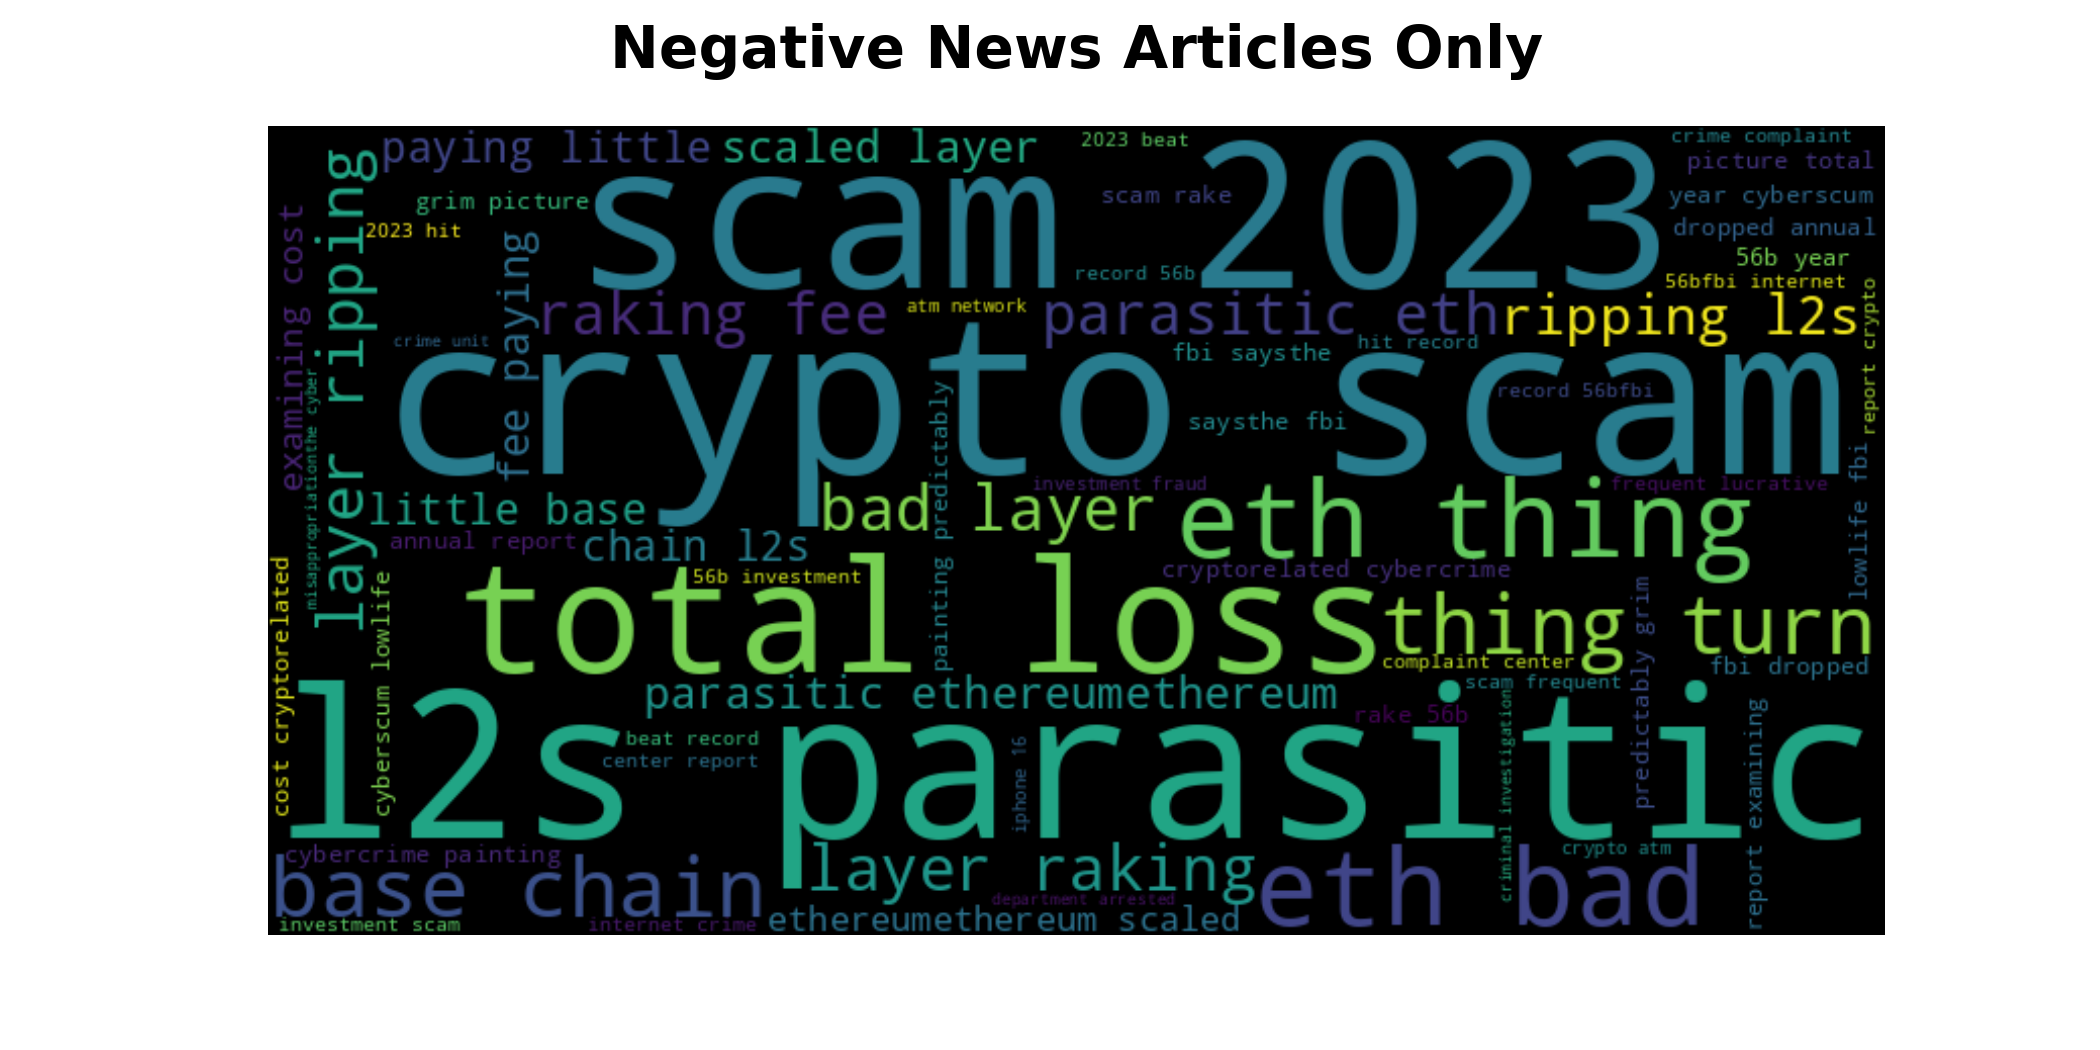 Negative News Articles Only
paying little
scaled layer
2023 beat
crime complaint
picture total
scam 2023
scam rake
year cyberscum
grim picture
dropped annual
2023 hit
56b year
record 56b
56bfbi internet
examining cost
layer ripping
fee paying
raking fee
atm network
parasitic eth
ripping l2s
report crypto
crime unit
crypto scam
fbi saysthe
hit record
record 56bfbi
saysthe fbi
misappropriationthe cyber
painting predictably
investment fraud
frequent lucrative
lowlife fbi
little base
bad layer
eth thing
annual report
chain l2s
56b investment
cryptorelated cybercrime
cost cryptorelated
cyberscum lowlife
total loss
thing turn
complaint center
predictably grim
fbi dropped
parasitic ethereumethereum
scam frequent
l2s parasitic
rake 56b
beat record
center report
iphone 16
criminal investigation
report examining
cybercrime painting
base chain
layer raking
crypto atm
eth bad
department arrested
investment scam
internet crime
ethereumethereum scaled